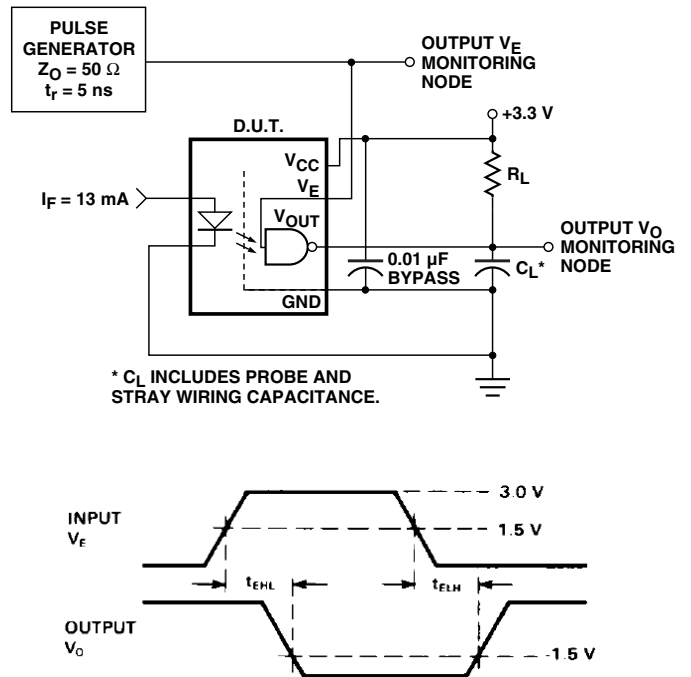 PULSE
GENERATOR
ZO = 50 Ω
tr = 5 ns
OUTPUT VE
MONITORING
NODE
+3.3 V
D.U.T.
VCC
RL
VE
IF = 13 mA
VOUT
OUTPUT VO
MONITORING
NODE
0.01 µF
BYPASS
CL*
GND
* CL INCLUDES PROBE AND
STRAY WIRING CAPACITANCE.
3.0 V
INPUT
VE
1.5 V
tEHL
tELH
OUTPUT
VO
1.5 V